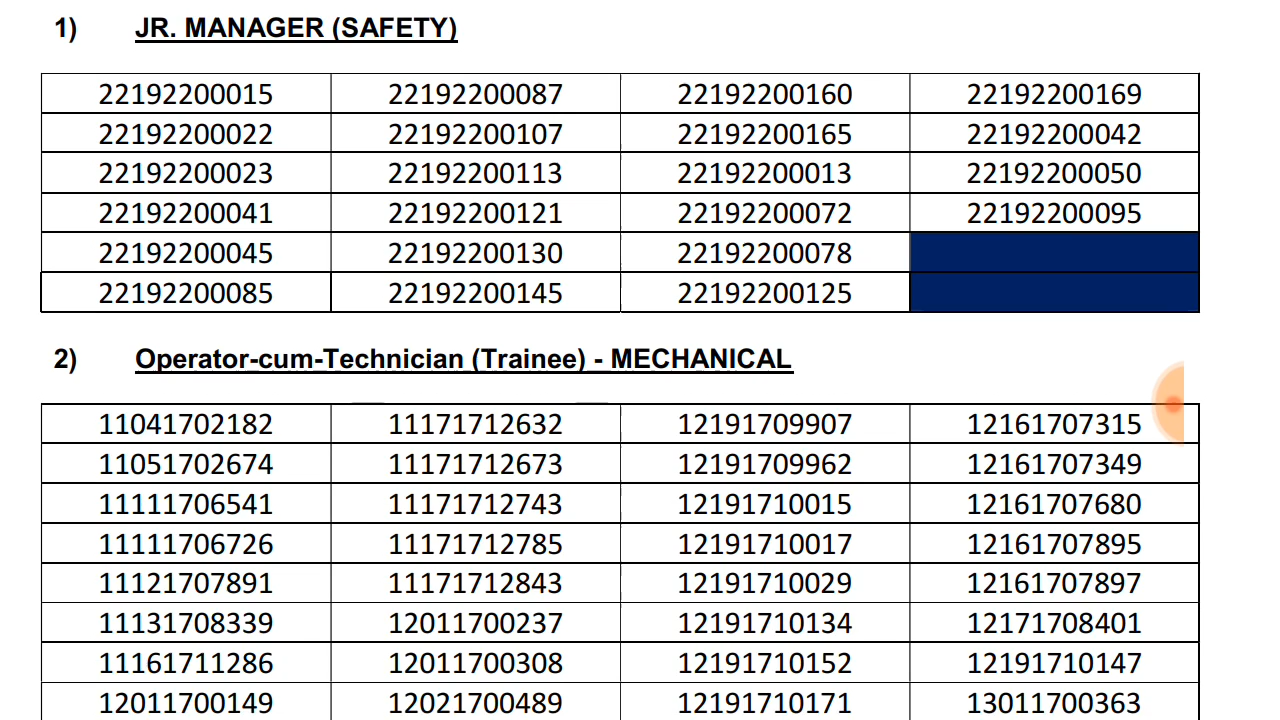 1) JR. MANAGER (SAFETY)
22192200015 22192200087 22192200160 22192200169
22192200022 22192200107 22192200165 22192200042
22192200023 22192200113 22192200013 22192200050
22192200041 22192200121 22192200072 22192200095
22192200045 22192200130 22192200078
22192200085 22192200145 22192200125
2) Operator-cum-Technician (Trainee) - MECHANICAL
11041702182 11171712632 12191709907 12161707315
11051702674 11171712673 12191709962 12161707349
11111706541 11171712743 12191710015 12161707680
11111706726 11171712785 12191710017 12161707895
11121707891 11171712843 12191710029 12161707897
11131708339 12011700237 12191710134 12171708401
11161711286 12011700308 12191710152 12191710147
12011700149 12021700489 12191710171 13011700363